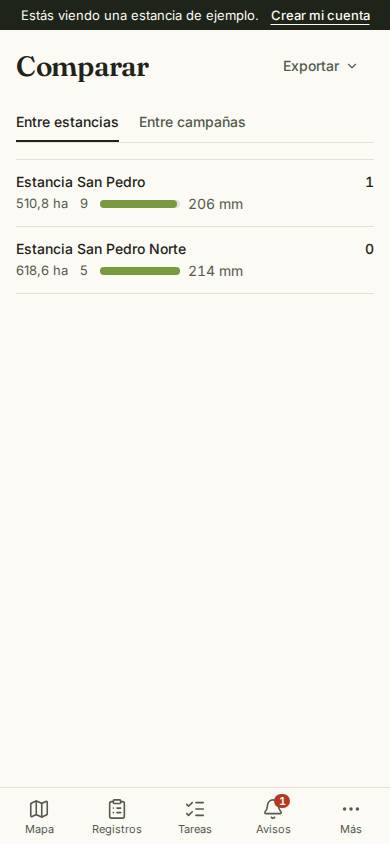 Estás viendo una estancia de ejemplo. Crear mi cuenta
Comparar
Exportar
Entre estancias Entre campañas
Estancia San Pedro 1
510,8 ha 9 206 mm
Estancia San Pedro Norte 0
618,6 ha 5 214 mm
1
Mapa Registros Tareas Avisos Más